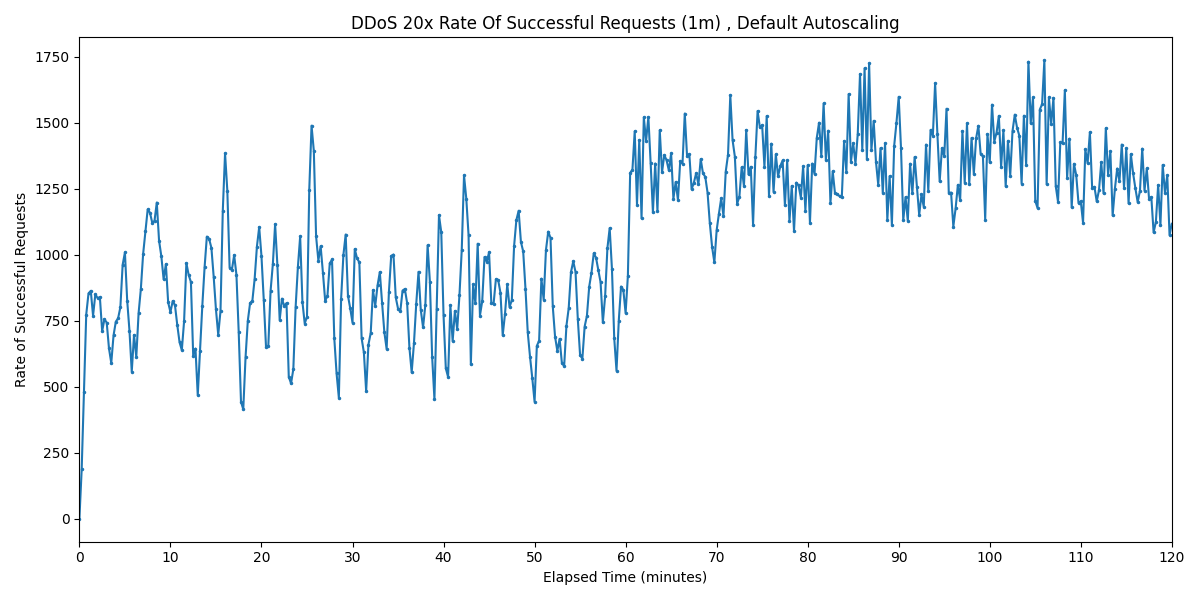 DDoS 20x Rate Of Successful Requests (1m) , Default Autoscaling
Rate of Successful Requests
1750
1500
1250
1000
750
500
250
0
0 10 20 30 40 50 60 70 80 90 100 110 120
Elapsed Time (minutes)